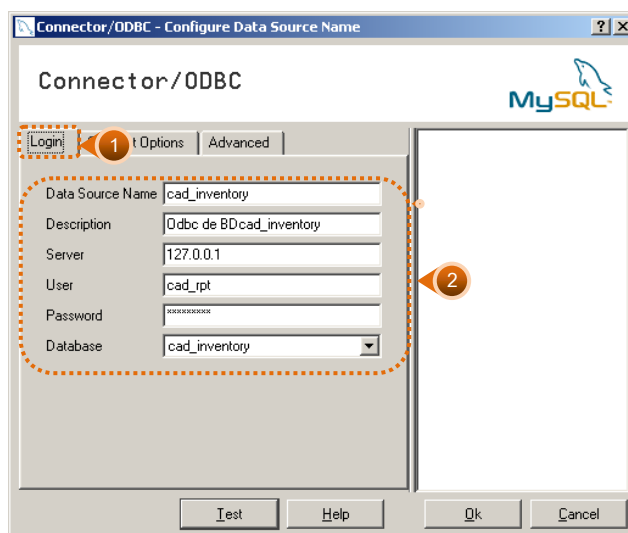 Connector/ODBC - Configure Data Source Name
Connector/ODBC
MySQL
Login
1
t Options
Advanced
Data Source Name cad_inventory
Description Odbc de BDcad_inventory
Server 127.0.0.1
User cad_rpt
Password *********
Database cad_inventory
2
Test
Help
Ok
Cancel